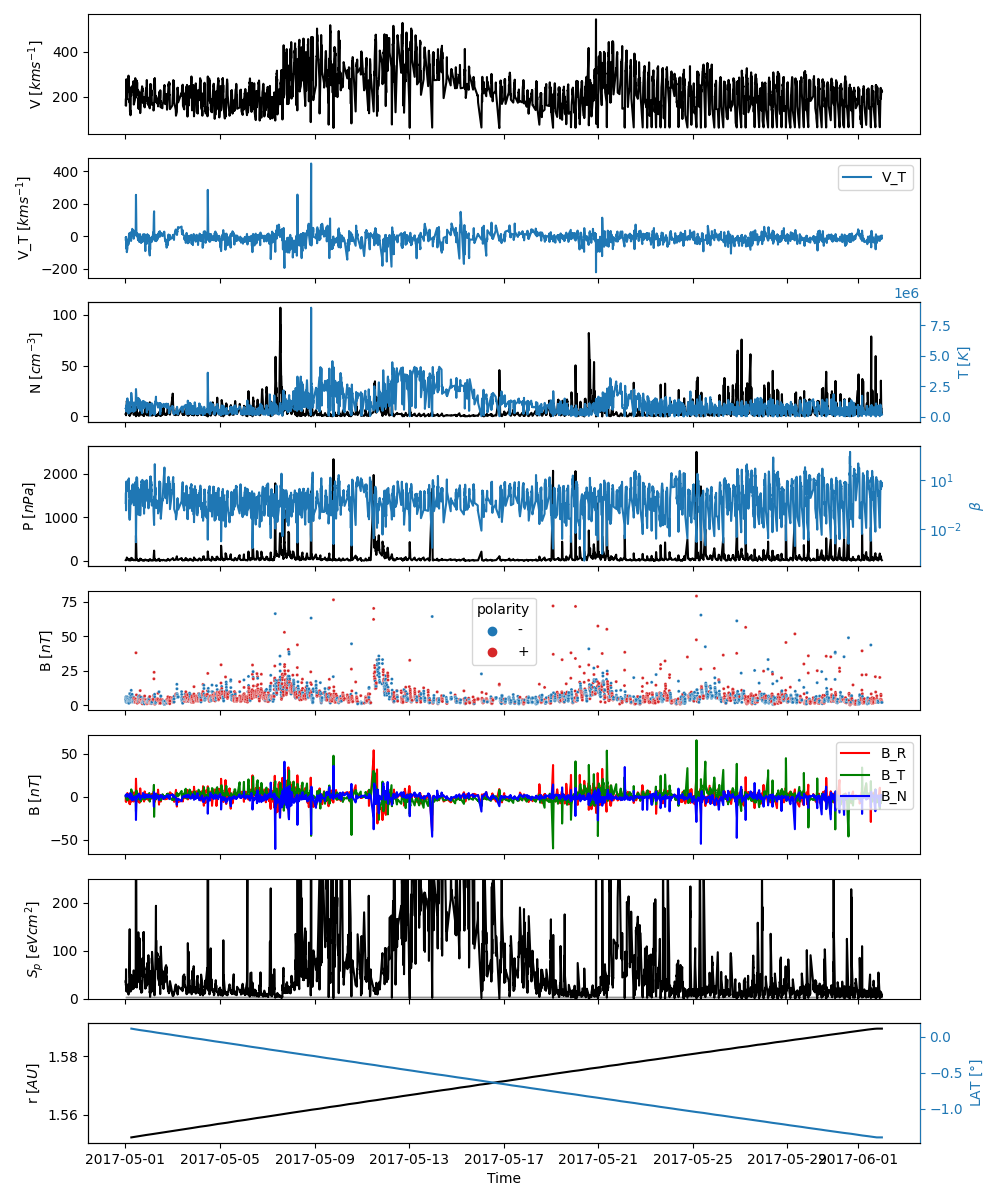 V [kms⁻¹]
400
200
V_T [kms⁻¹]
400
200
0
−200
V_T
N [cm⁻³]
100
50
0
1e6
7.5
5.0
2.5
0.0
T [K]
P [nPa]
2000
1000
0
10¹
10⁻²
β
B [nT]
75
50
25
0
polarity
-
+
B [nT]
50
0
−50
B_R
B_T
B_N
Sₚ [eVcm²]
200
100
0
r [AU]
1.58
1.56
0.0
−0.5
−1.0
LAT [°]
2017-05-01 2017-05-05 2017-05-09 2017-05-13 2017-05-17 2017-05-21 2017-05-25 2017-05-29 2017-06-01
Time